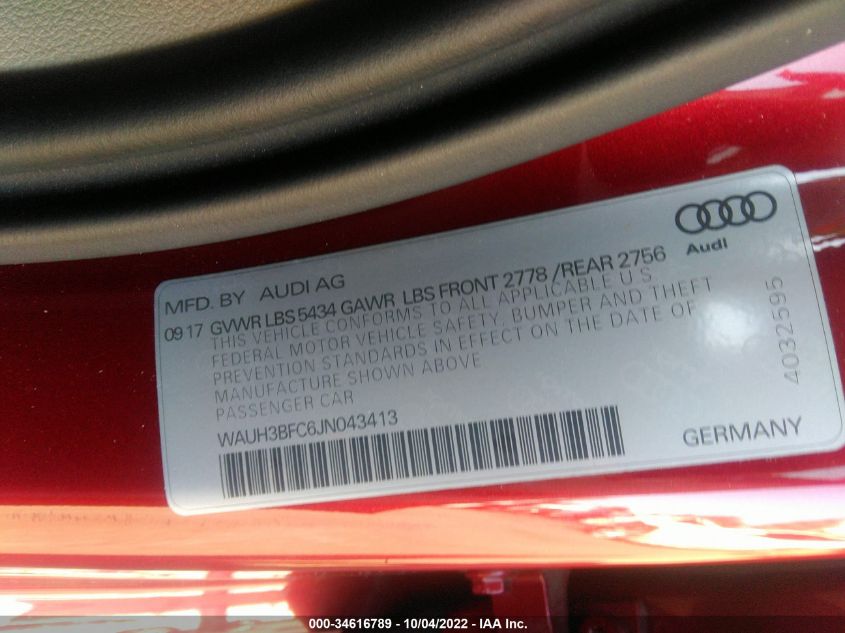 Audi
MFD. BY AUDI AG
09 17 GVWR LBS 5434 GAWR LBS FRONT 2778 /REAR 2756
THIS VEHICLE CONFORMS TO ALL APPLICABLE U.S.
FEDERAL MOTOR VEHICLE SAFETY, BUMPER AND THEFT
PREVENTION STANDARDS IN EFFECT ON THE DATE OF
MANUFACTURE SHOWN ABOVE
PASSENGER CAR
WAUH3BFC6JN043413
GERMANY
4032595
000-34616789 - 10/04/2022 - IAA Inc.